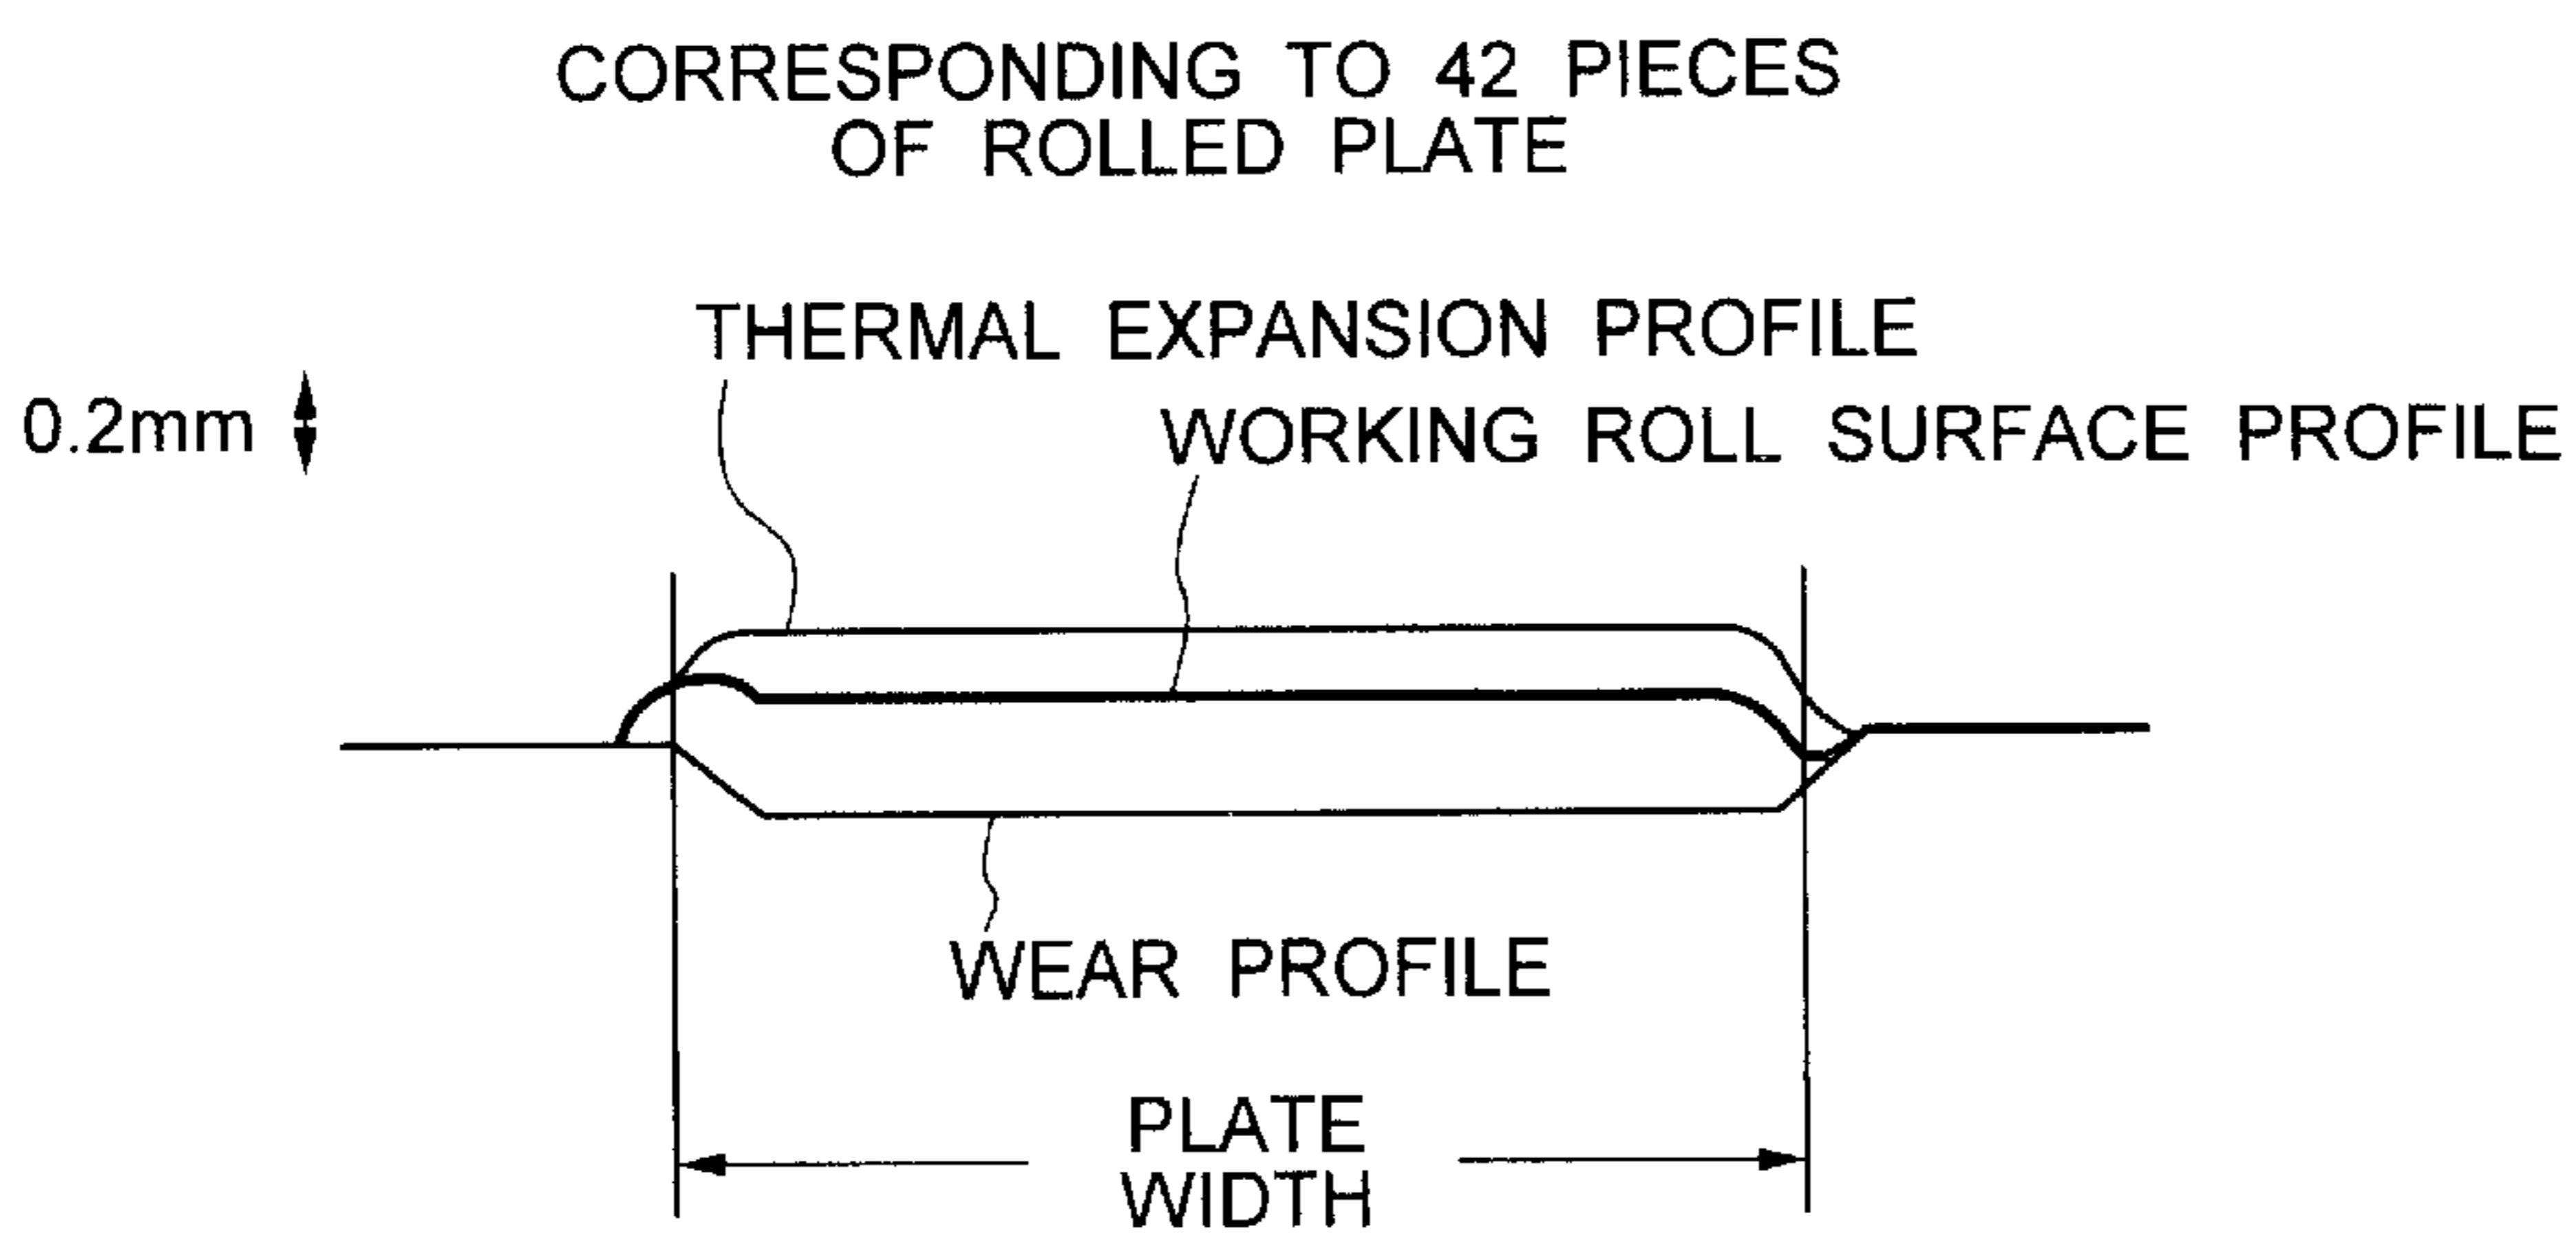 CORRESPONDING TO 42 PIECES
OF ROLLED PLATE
THERMAL EXPANSION PROFILE
0.2mm
WORKING ROLL SURFACE PROFILE
WEAR PROFILE
PLATE
WIDTH